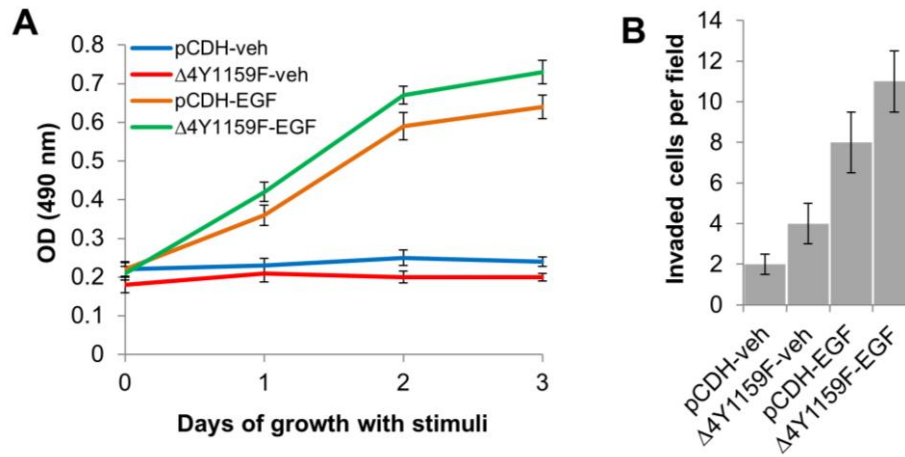 A
0.8
0.7
0.6
0.5
0.4
0.3
0.2
0.1
0
OD (490 nm)
pCDH-veh
Δ4Y1159F-veh
pCDH-EGF
Δ4Y1159F-EGF
0 1 2 3
Days of growth with stimuli
B
14
12
10
8
6
4
2
0
Invaded cells per field
pCDH-veh
Δ4Y1159F-veh
pCDH-EGF
Δ4Y1159F-EGF